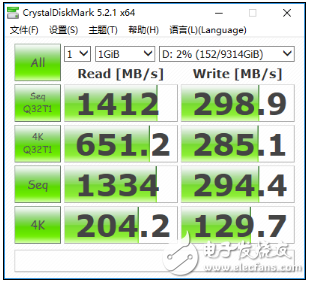 CrystalDiskMark 5.2.1 x64
文件(F) 设置(S) 主题(T) 帮助(H) 语言(L)(Language)
All 1 1GiB D: 2% (152/9314GiB)
Read [MB/s] Write [MB/s]
Seq Q32T1 1412 298.9
4K Q32T1 651.2 285.1
Seq 1334 294.4
4K 204.2 129.7
电子发烧友
www.elecfans.com